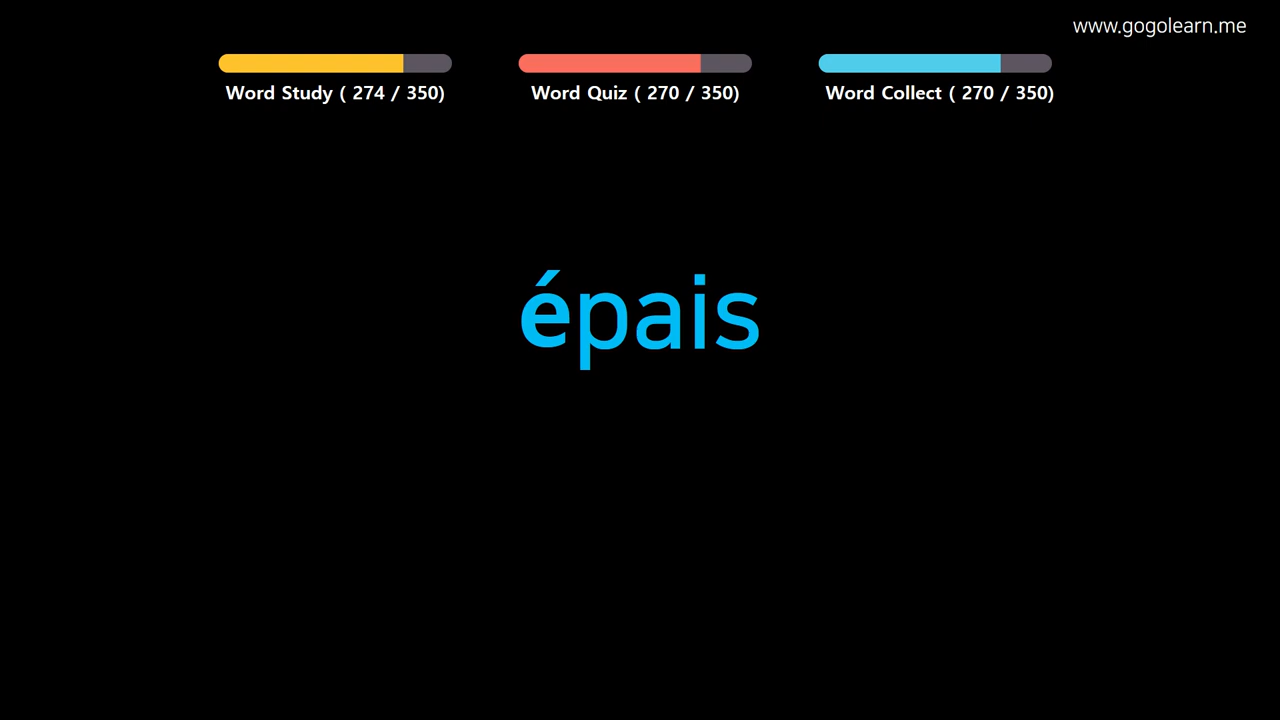 www.gogolearn.me
Word Study ( 274 / 350)
Word Quiz ( 270 / 350)
Word Collect ( 270 / 350)
épais